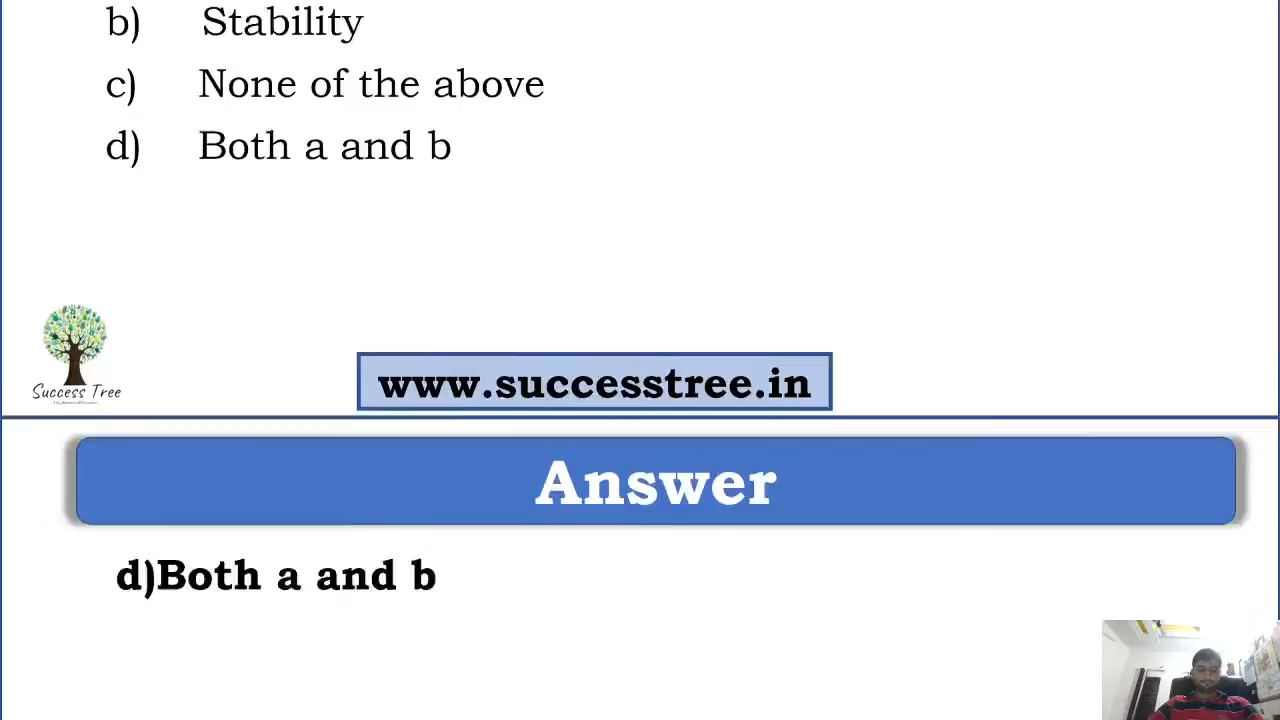 b) Stability
c) None of the above
d) Both a and b
Success Tree
www.successtree.in
Answer
d)Both a and b